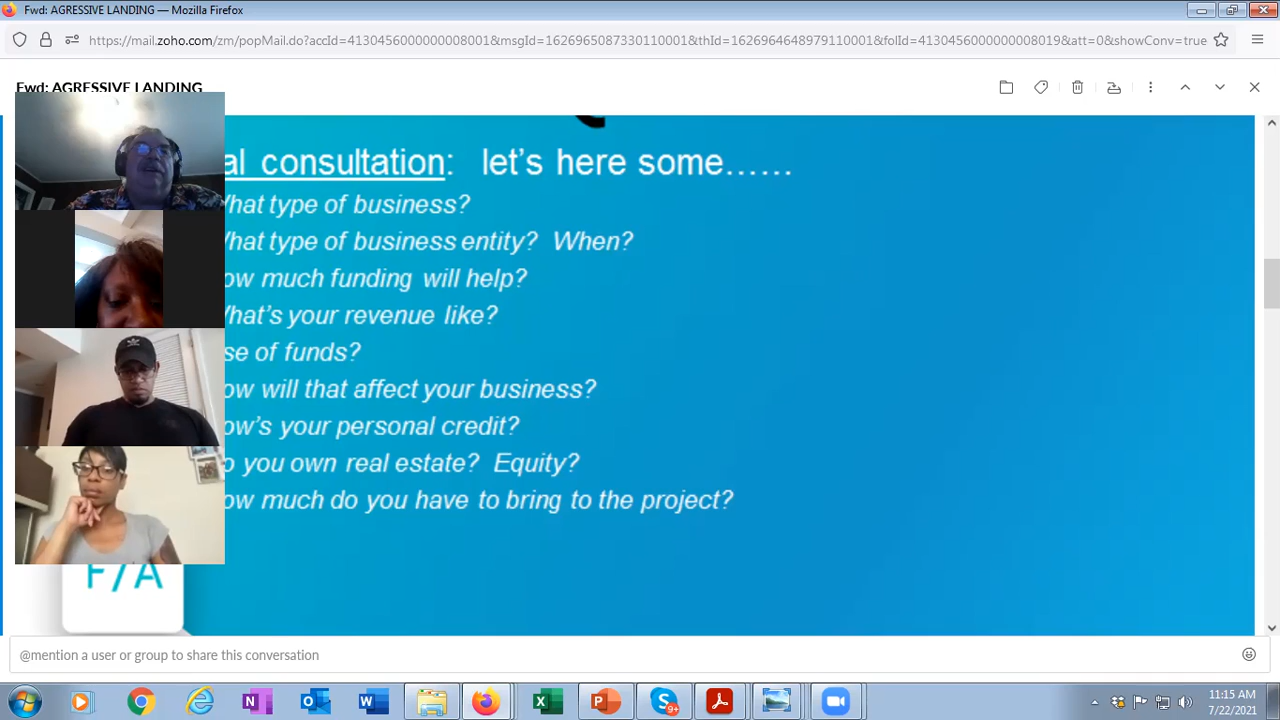 Fwd: AGRESSIVE LANDING — Mozilla Firefox
https://mail.zoho.com/zm/popMail.do?accId=4130456000000008001&msgId=1626965087330110001&thId=1626964648979110001&folId=4130456000000008019&att=0&showConv=true
Fwd: AGRESSIVE LANDING
al consultation: let's here some......
hat type of business?
hat type of business entity? When?
ow much funding will help?
hat's your revenue like?
se of funds?
ow will that affect your business?
ow's your personal credit?
o you own real estate? Equity?
ow much do you have to bring to the project?
F/A
@mention a user or group to share this conversation
11:15 AM
7/22/2021